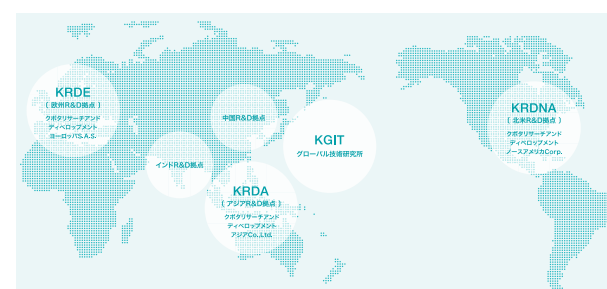 KRDE
( 欧州R&D拠点 )
クボタリサーチアンド
ディベロップメント
ヨーロッパS.A.S.
中国R&D拠点
KGIT
グローバル技術研究所
インドR&D拠点
KRDA
( アジアR&D拠点 )
クボタリサーチアンド
ディベロップメント
アジアCo.,Ltd.
KRDNA
( 北米R&D拠点 )
クボタリサーチアンド
ディベロップメント
ノースアメリカCorp.